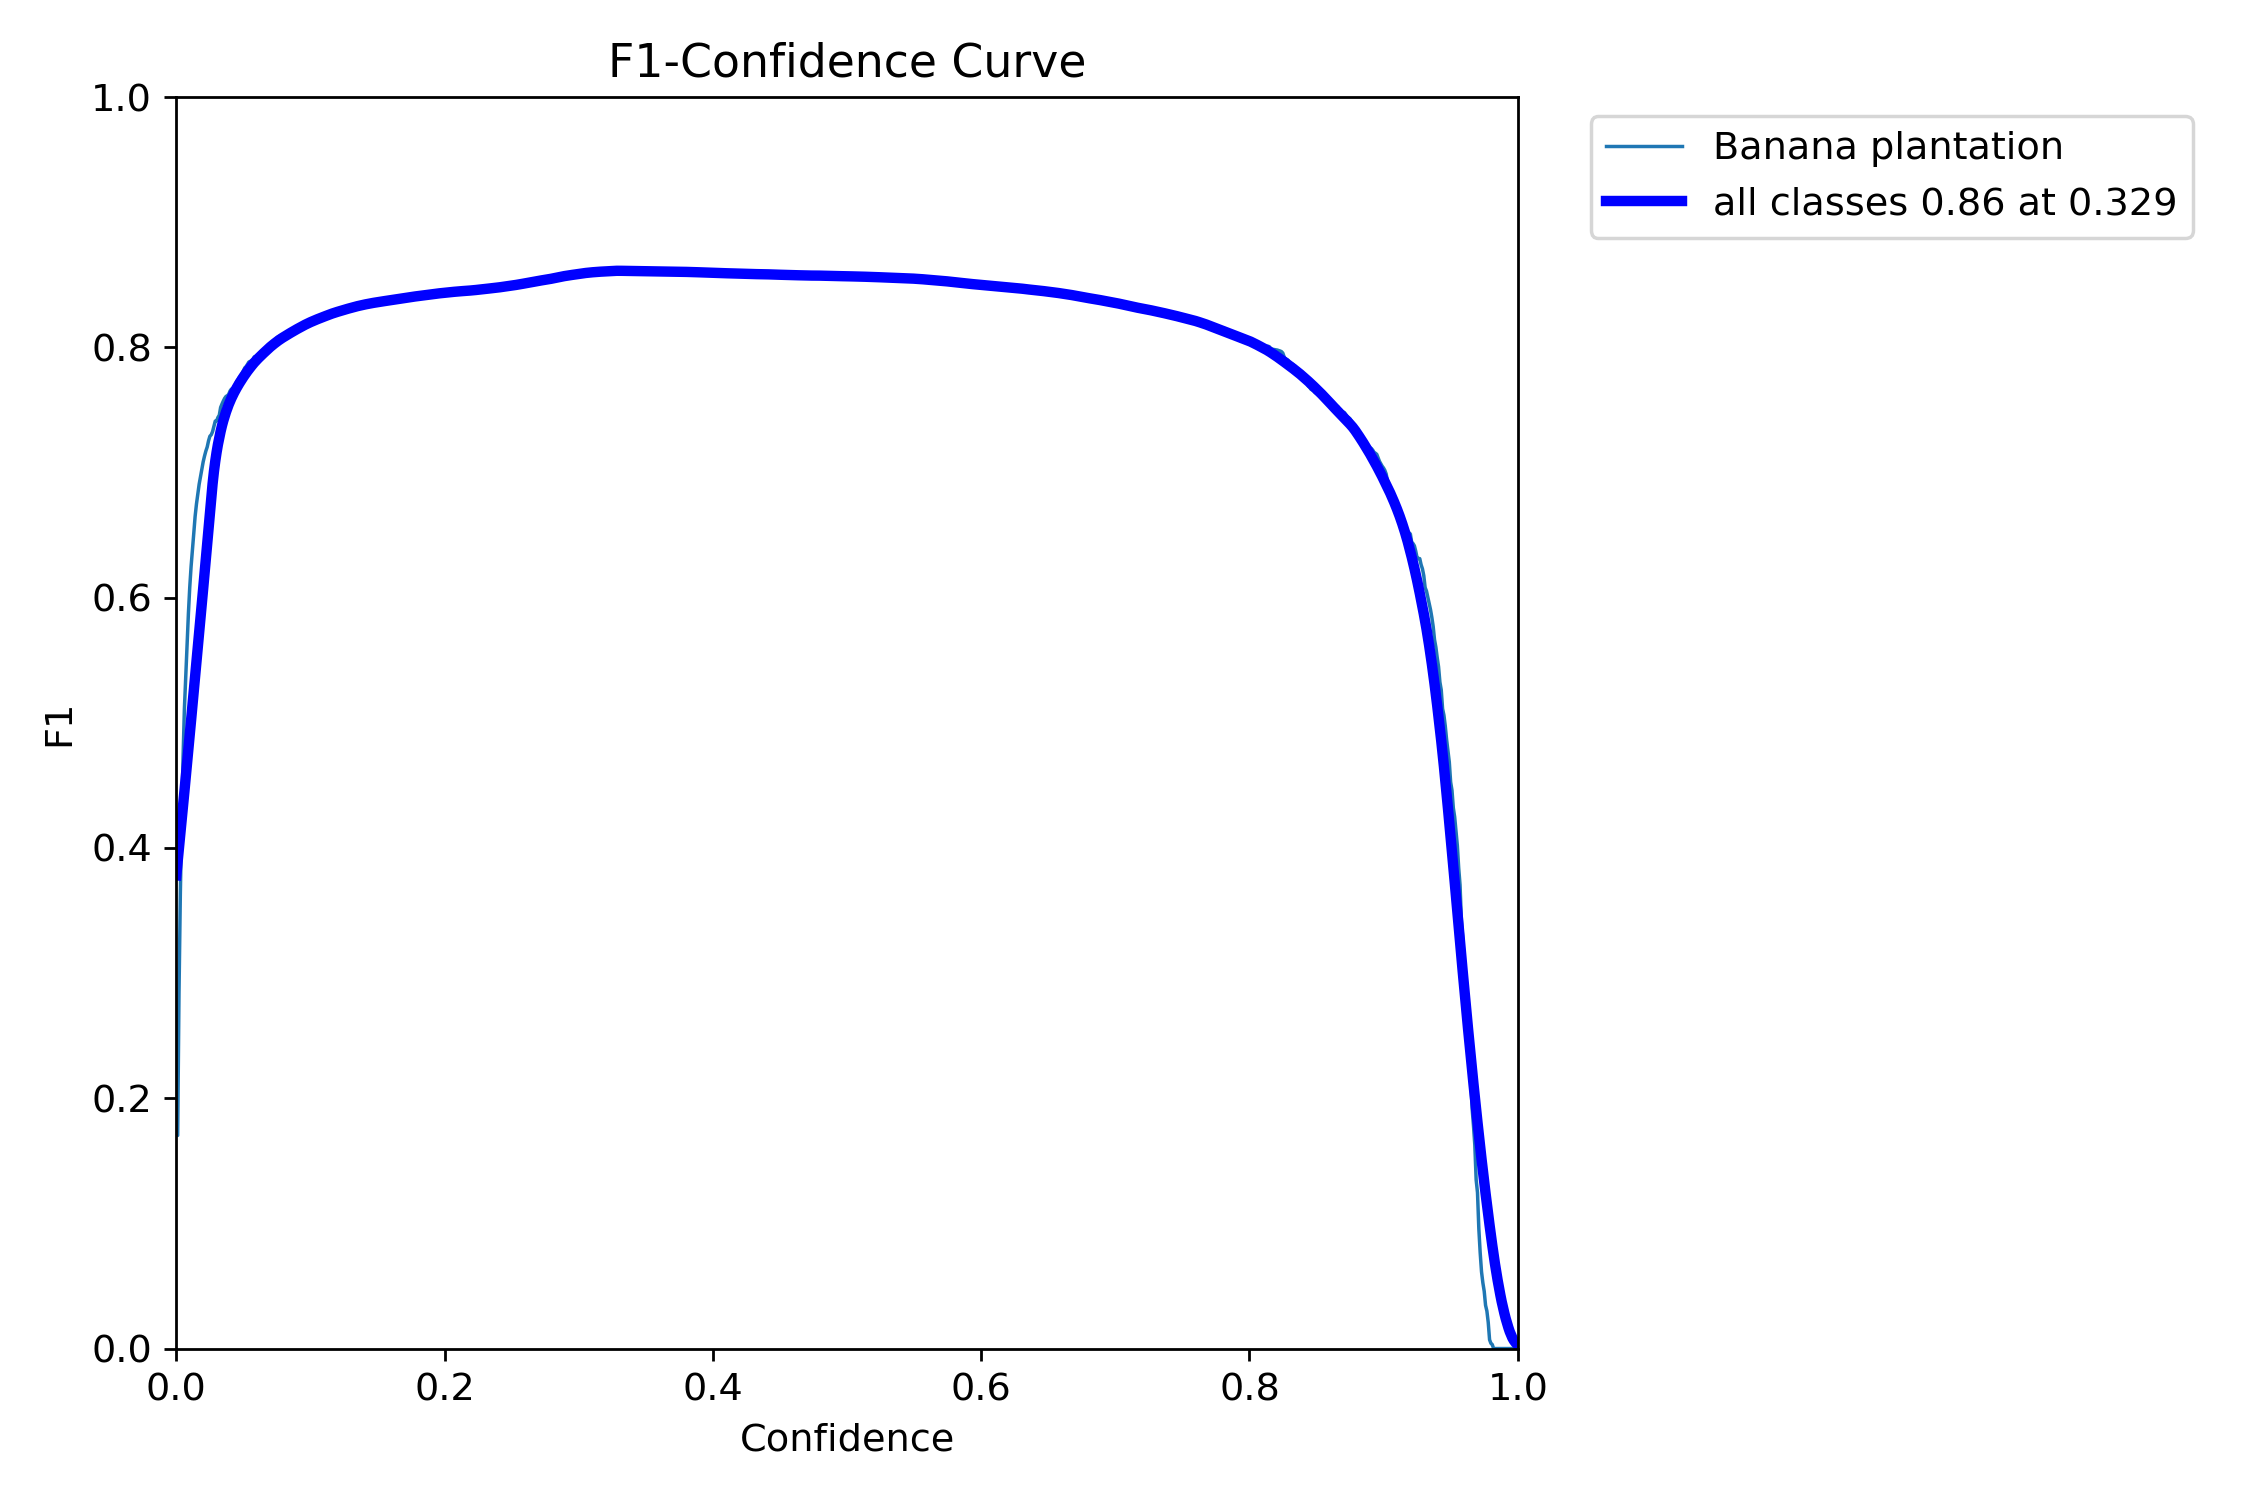 F1-Confidence Curve
Banana plantation
all classes 0.86 at 0.329
1.0
0.8
0.6
0.4
0.2
0.0
F1
0.0 0.2 0.4 0.6 0.8 1.0
Confidence